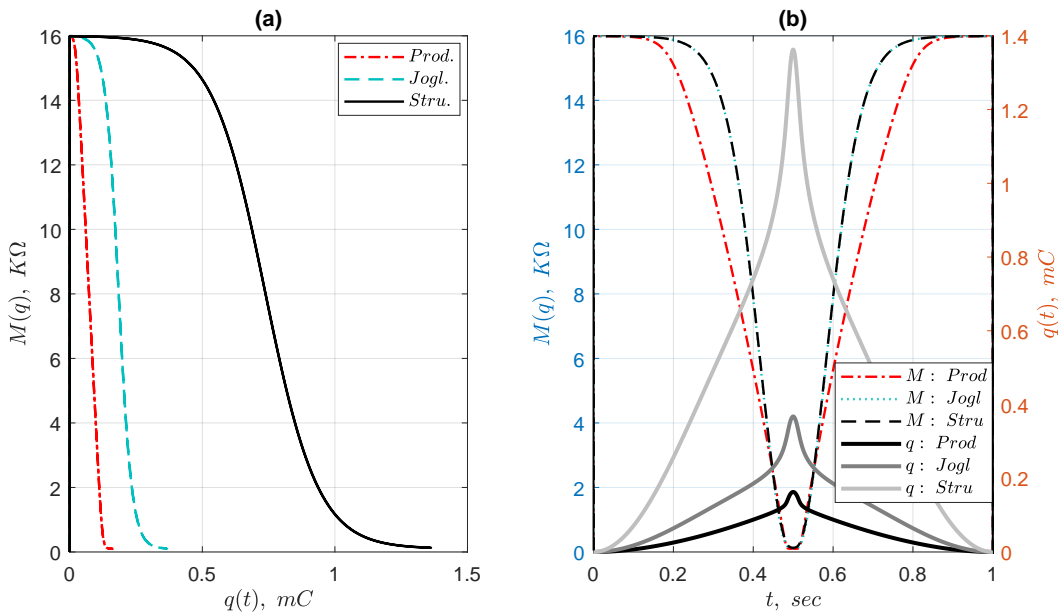 (a)
16
14
12
10
8
6
4
2
0
M(q), KΩ
0
0.5
1
1.5
q(t), mC
Prod.
Jogl.
Stru.
(b)
16
14
12
10
8
6
4
2
0
M(q), KΩ
0
0.2
0.4
0.6
0.8
1
t, sec
1.4
1.2
1
0.8
0.6
0.4
0.2
0
q(t), mC
M : Prod
M : Jogl
M : Stru
q : Prod
q : Jogl
q : Stru